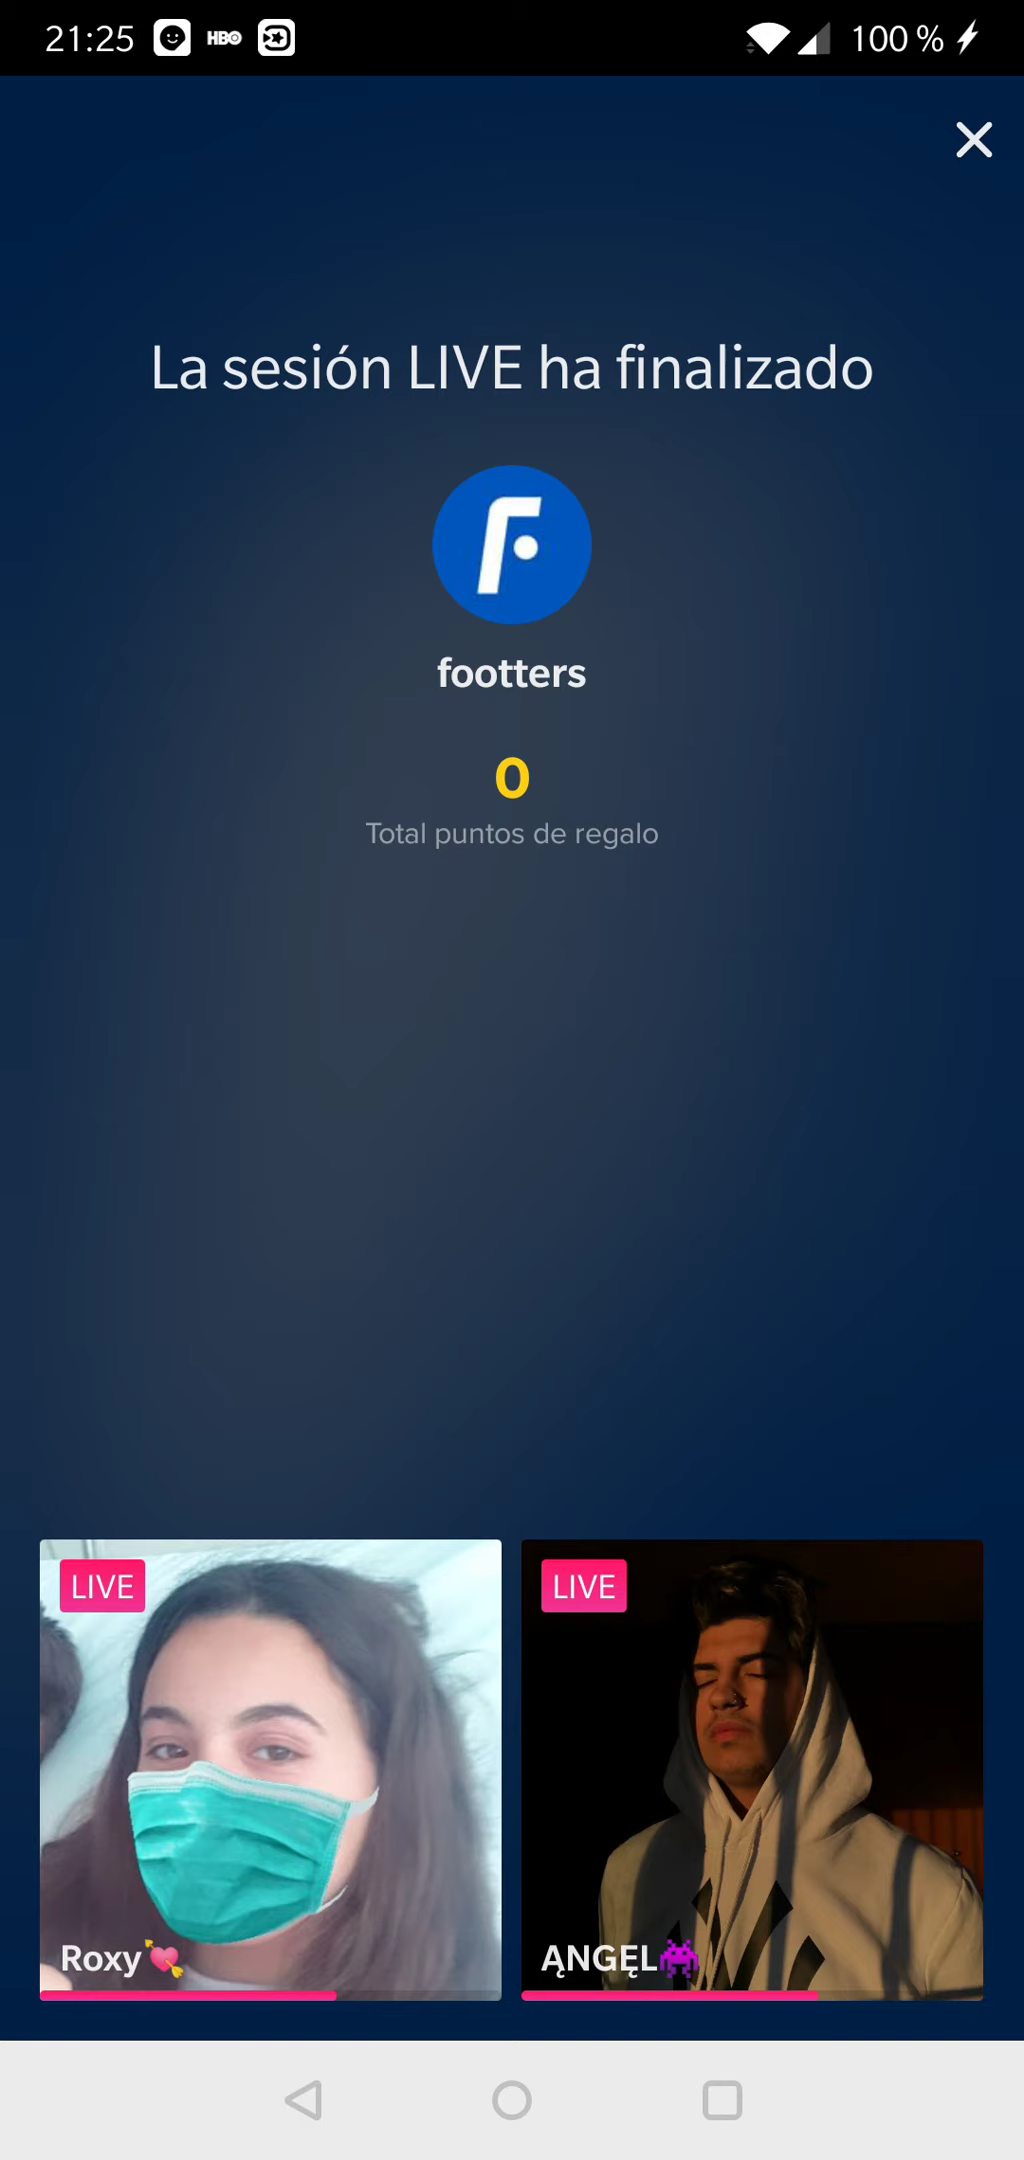 21:25 HBO 100 %
La sesión LIVE ha finalizado
footters
0
Total puntos de regalo
LIVE
Roxy💘
LIVE
ĄNGĘL👾